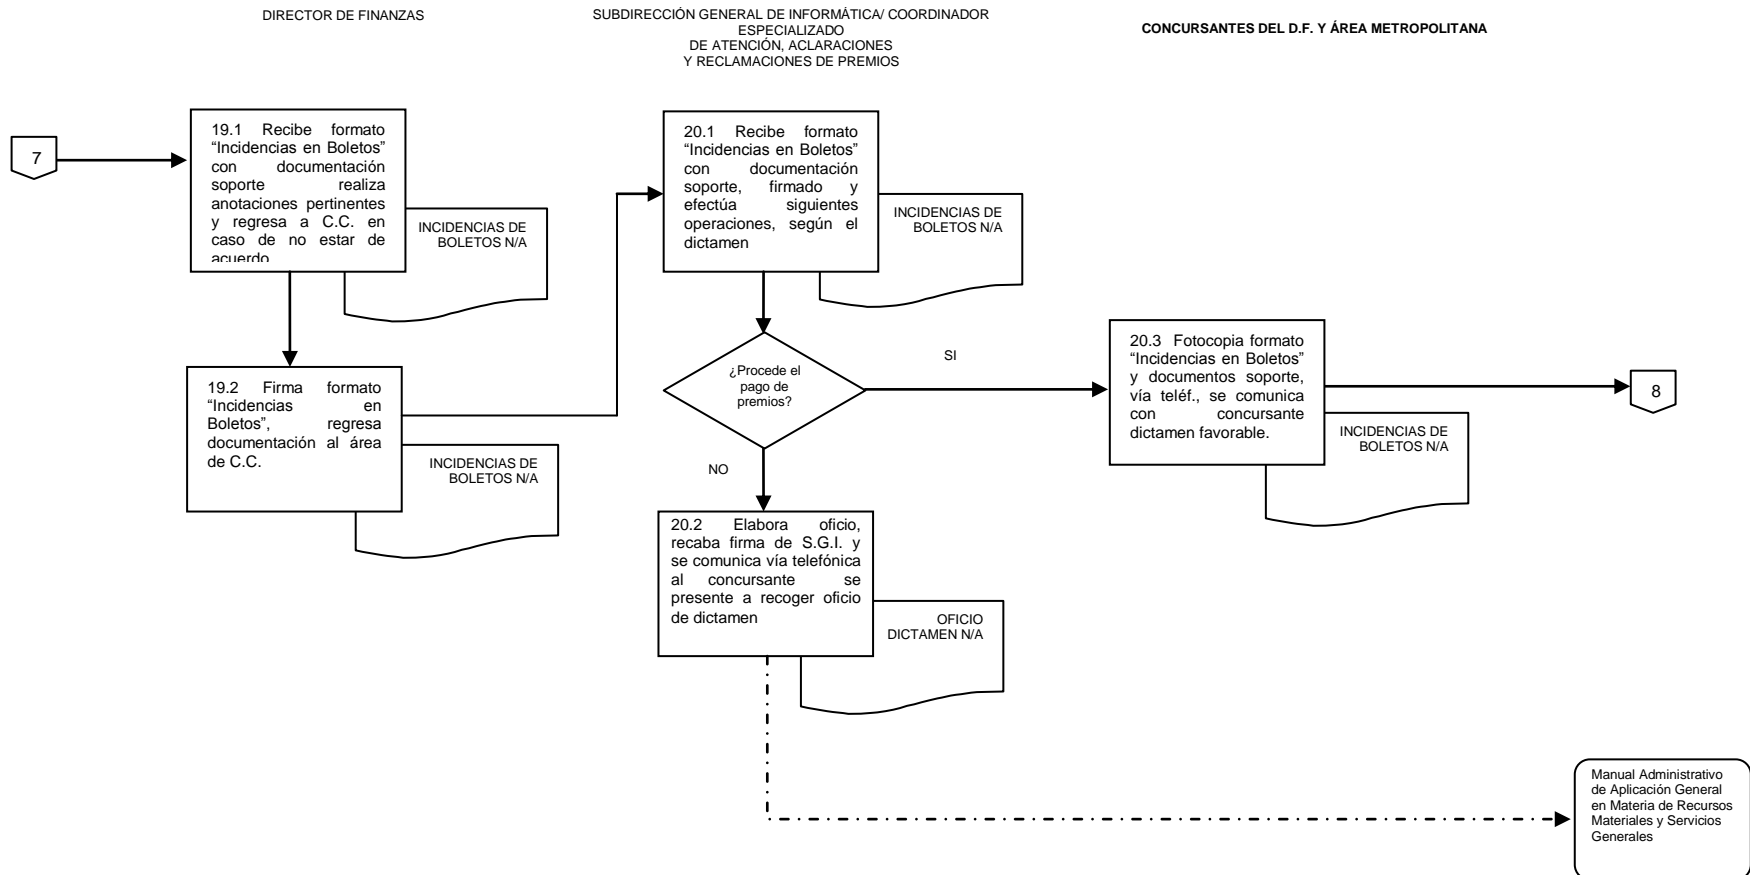 DIRECTOR DE FINANZAS
SUBDIRECCIÓN GENERAL DE INFORMÁTICA/ COORDINADOR
ESPECIALIZADO
DE ATENCIÓN, ACLARACIONES
Y RECLAMACIONES DE PREMIOS
CONCURSANTES DEL D.F. Y ÁREA METROPOLITANA
7
19.1 Recibe formato
“Incidencias en Boletos”
con documentación
soporte realiza
anotaciones pertinentes
y regresa a C.C. en
caso de no estar de
acuerdo
INCIDENCIAS DE
BOLETOS N/A
19.2 Firma formato
“Incidencias en
Boletos”, regresa
documentación al área
de C.C.
INCIDENCIAS DE
BOLETOS N/A
20.1 Recibe formato
“Incidencias en Boletos”
con documentación
soporte, firmado y
efectúa siguientes
operaciones, según el
dictamen
INCIDENCIAS DE
BOLETOS N/A
¿Procede el
pago de
premios?
SI
NO
20.2 Elabora oficio,
recaba firma de S.G.I. y
se comunica vía telefónica
al concursante se
presente a recoger oficio
de dictamen
OFICIO
DICTAMEN N/A
20.3 Fotocopia formato
“Incidencias en Boletos”
y documentos soporte,
vía teléf., se comunica
con concursante
dictamen favorable.
INCIDENCIAS DE
BOLETOS N/A
8
Manual Administrativo
de Aplicación General
en Materia de Recursos
Materiales y Servicios
Generales